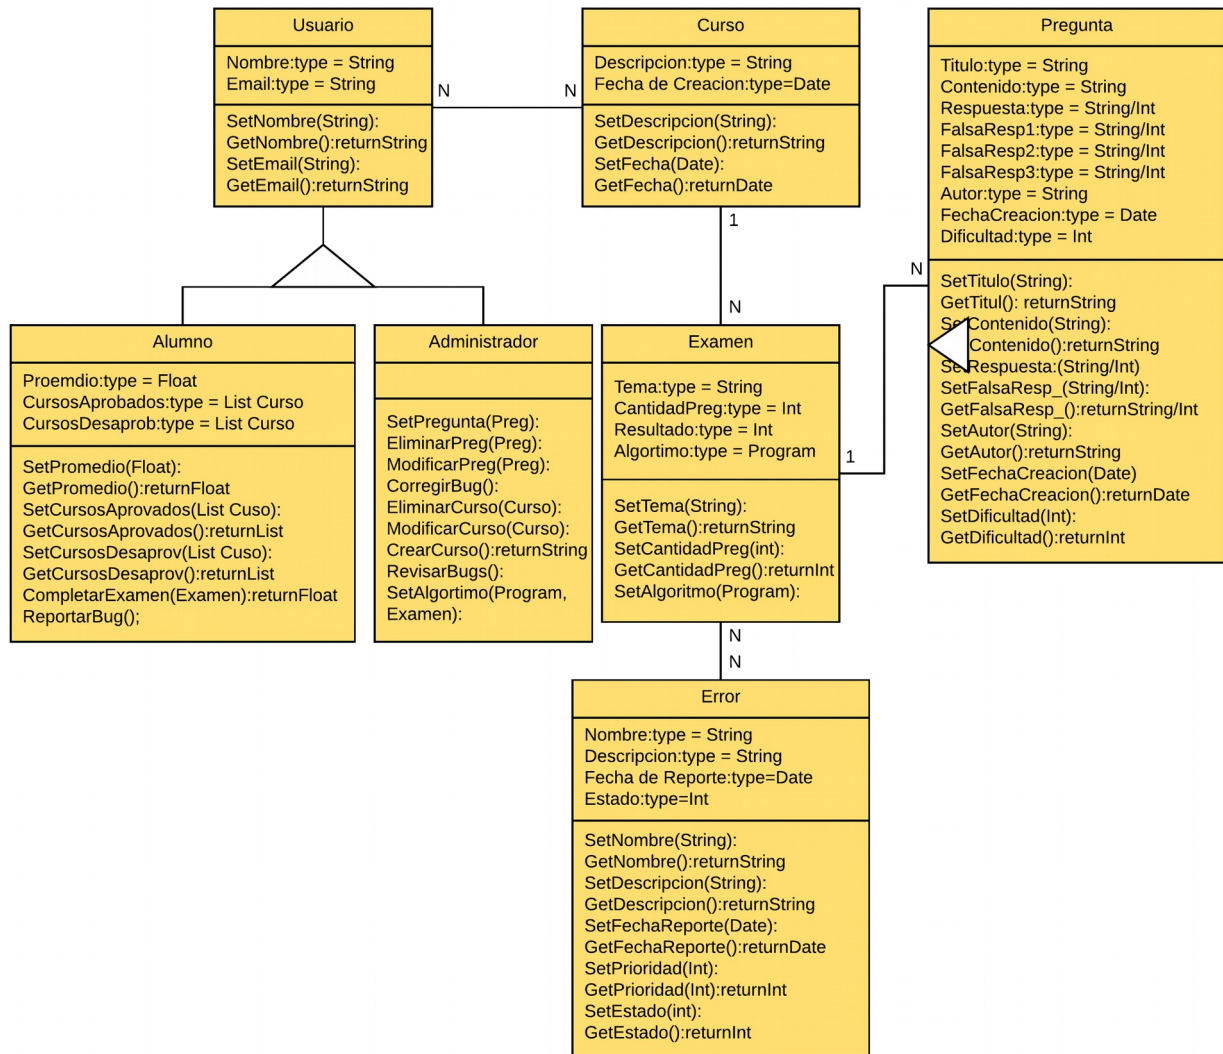 Usuario
Nombre:type = String
Email:type = String
SetNombre(String):
GetNombre():returnString
SetEmail(String):
GetEmail():returnString
N
N
Curso
Descripcion:type = String
Fecha de Creacion:type=Date
SetDescripcion(String):
GetDescripcion():returnString
SetFecha(Date):
GetFecha():returnDate
1
N
Pregunta
Titulo:type = String
Contenido:type = String
Respuesta:type = String/Int
FalsaResp1:type = String/Int
FalsaResp2:type = String/Int
FalsaResp3:type = String/Int
Autor:type = String
FechaCreacion:type = Date
Dificultad:type = Int
N
SetTitulo(String):
GetTitul(): returnString
SetContenido(String):
Contenido():returnString
SetRespuesta:(String/Int)
SetFalsaResp_(String/Int):
GetFalsaResp_():returnString/Int
SetAutor(String):
GetAutor():returnString
SetFechaCreacion(Date)
GetFechaCreacion():returnDate
SetDificultad(Int):
GetDificultad():returnInt
Alumno
Proemdio:type = Float
CursosAprobados:type = List Curso
CursosDesaprob:type = List Curso
SetPromedio(Float):
GetPromedio():returnFloat
SetCursosAprovados(List Cuso):
GetCursosAprovados():returnList
SetCursosDesaprov(List Cuso):
GetCursosDesaprov():returnList
CompletarExamen(Examen):returnFloat
ReportarBug();
Administrador
SetPregunta(Preg):
EliminarPreg(Preg):
ModificarPreg(Preg):
CorregirBug():
EliminarCurso(Curso):
ModificarCurso(Curso):
CrearCurso():returnString
RevisarBugs():
SetAlgortimo(Program,
Examen):
Examen
Tema:type = String
CantidadPreg:type = Int
Resultado:type = Int
Algortimo:type = Program
1
SetTema(String):
GetTema():returnString
SetCantidadPreg(int):
GetCantidadPreg():returnInt
SetAlgoritmo(Program):
N
N
Error
Nombre:type = String
Descripcion:type = String
Fecha de Reporte:type=Date
Estado:type=Int
SetNombre(String):
GetNombre():returnString
SetDescripcion(String):
GetDescripcion():returnString
SetFechaReporte(Date):
GetFechaReporte():returnDate
SetPrioridad(Int):
GetPrioridad(Int):returnInt
SetEstado(int):
GetEstado():returnInt